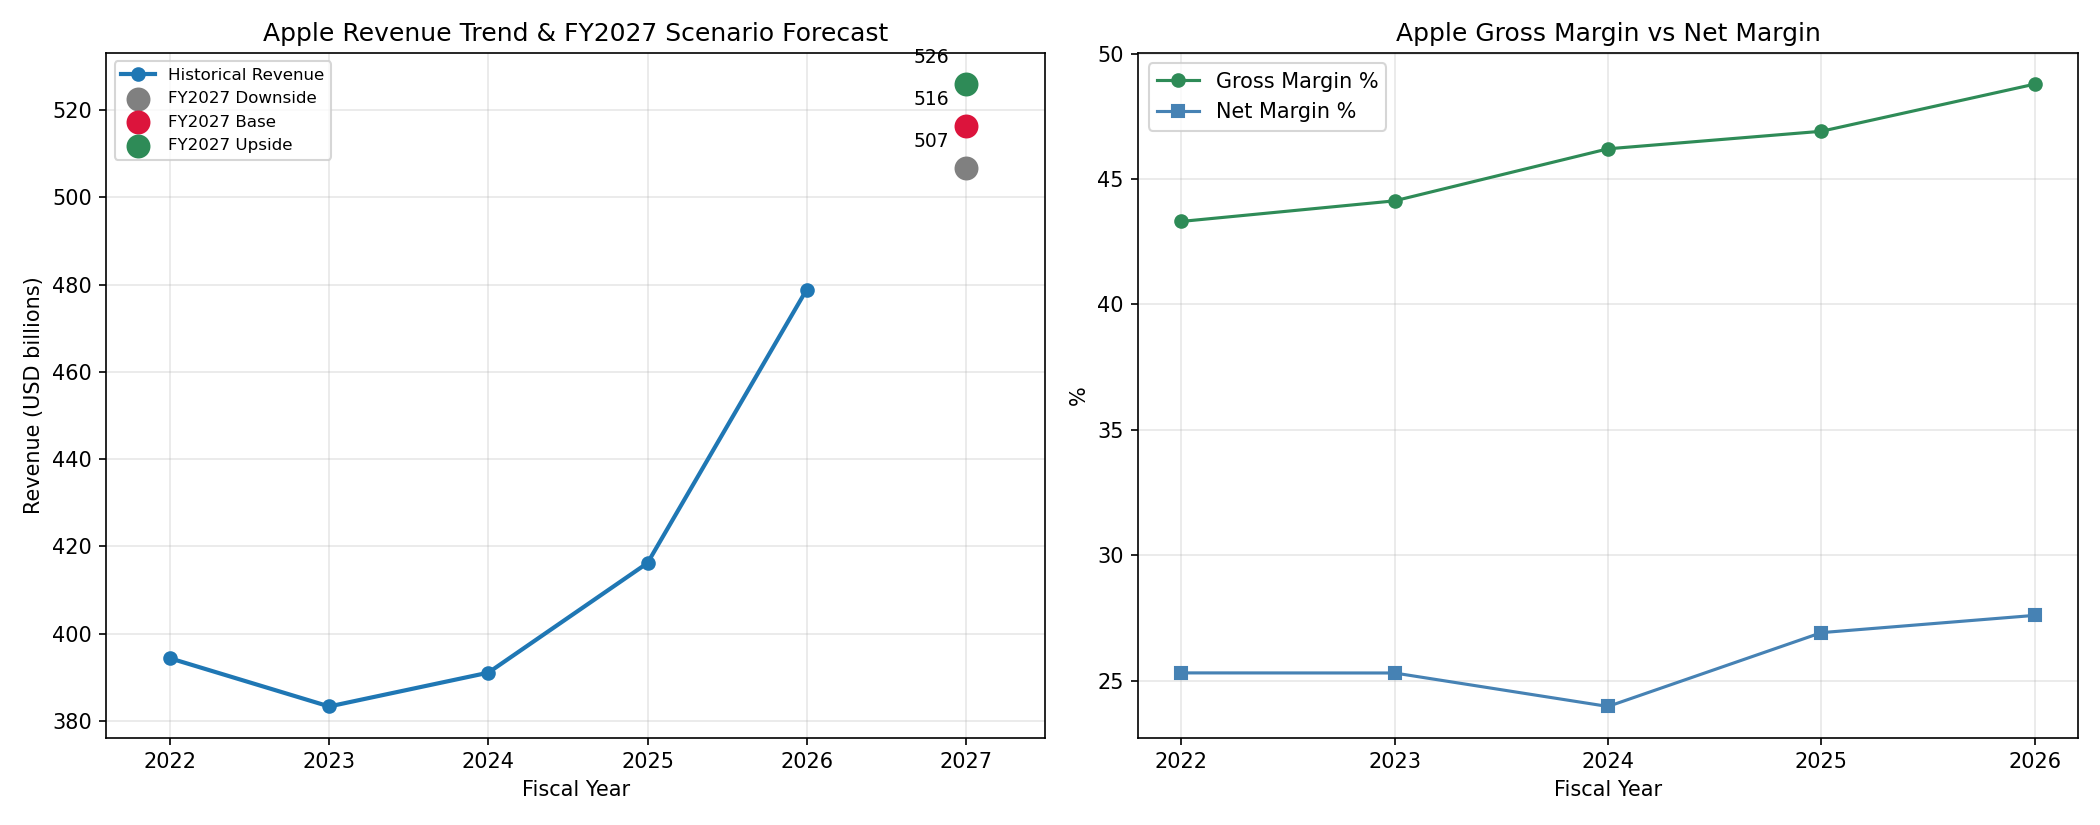 Apple Revenue Trend & FY2027 Scenario Forecast
Historical Revenue
FY2027 Downside
FY2027 Base
FY2027 Upside
526
516
507
Revenue (USD billions)
520
500
480
460
440
420
400
380
2022 2023 2024 2025 2026 2027
Fiscal Year
Apple Gross Margin vs Net Margin
Gross Margin %
Net Margin %
%
50
45
40
35
30
25
2022 2023 2024 2025 2026
Fiscal Year